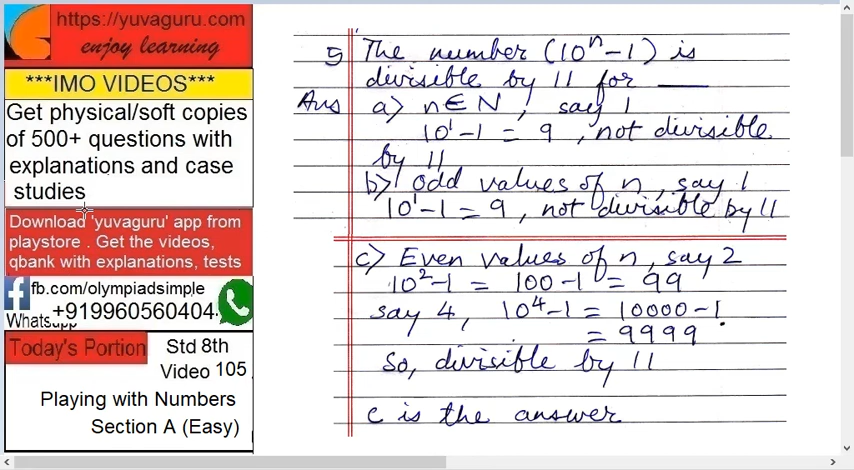 https://yuvaguru.com
enjoy learning
***IMO VIDEOS***
Get physical/soft copies
of 500+ questions with
explanations and case
studies
Download 'yuvaguru' app from
playstore . Get the videos,
qbank with explanations, tests
fb.com/olympiadsimple
+919960560404
Whatsapp
Today's Portion
Std 8th
Video 105
Playing with Numbers
Section A (Easy)
5 The number (10ⁿ-1) is
divisible by 11 for ____
Ans a> n∈N, say 1
10¹-1 = 9, not divisible
by 11
b> odd values of n, say 1
10¹-1 = 9, not divisible by 11
c> Even values of n, say 2
10²-1 = 100-1 = 99
say 4, 10⁴-1 = 10000-1
= 9999.
So, divisible by 11
c is the answer